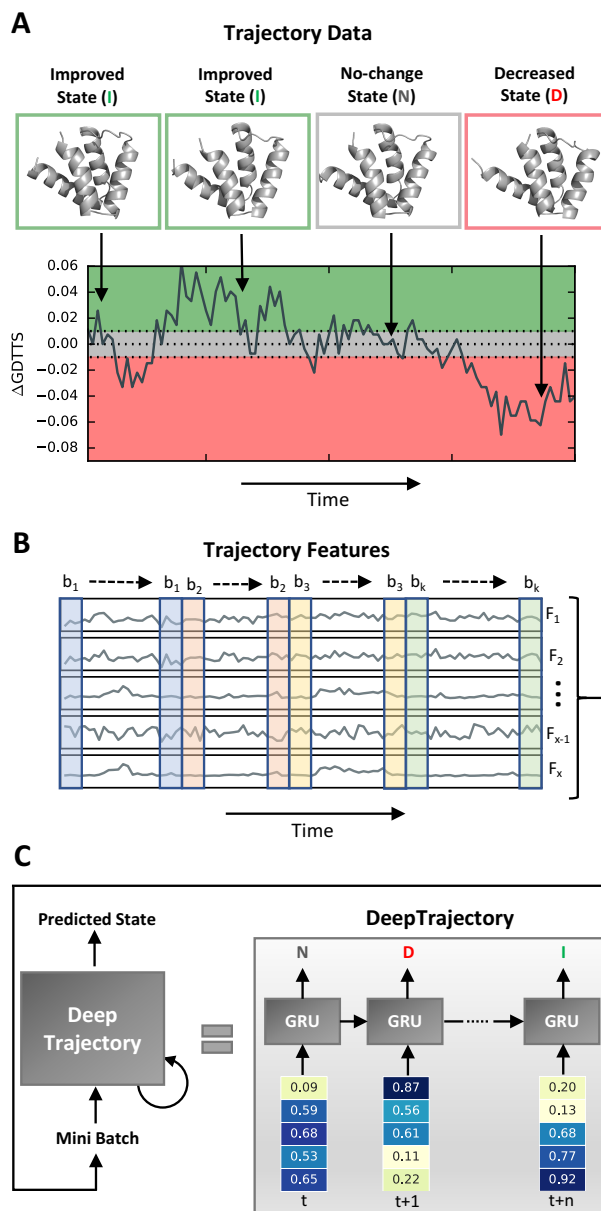 A
Trajectory Data
Improved
State (I)
Improved
State (I)
No-change
State (N)
Decreased
State (D)
0.06
0.04
0.02
0.00
−0.02
−0.04
−0.06
−0.08
ΔGDTTS
Time
B
Trajectory Features
b1 b1 b2 b2 b3 b3 bk bk
F1
F2
Fx-1
Fx
Time
C
Predicted State
Deep
Trajectory
Mini Batch
DeepTrajectory
N D I
GRU GRU GRU
0.09 0.87 0.20
0.59 0.56 0.13
0.68 0.61 0.68
0.53 0.11 0.77
0.65 0.22 0.92
t t+1 t+n